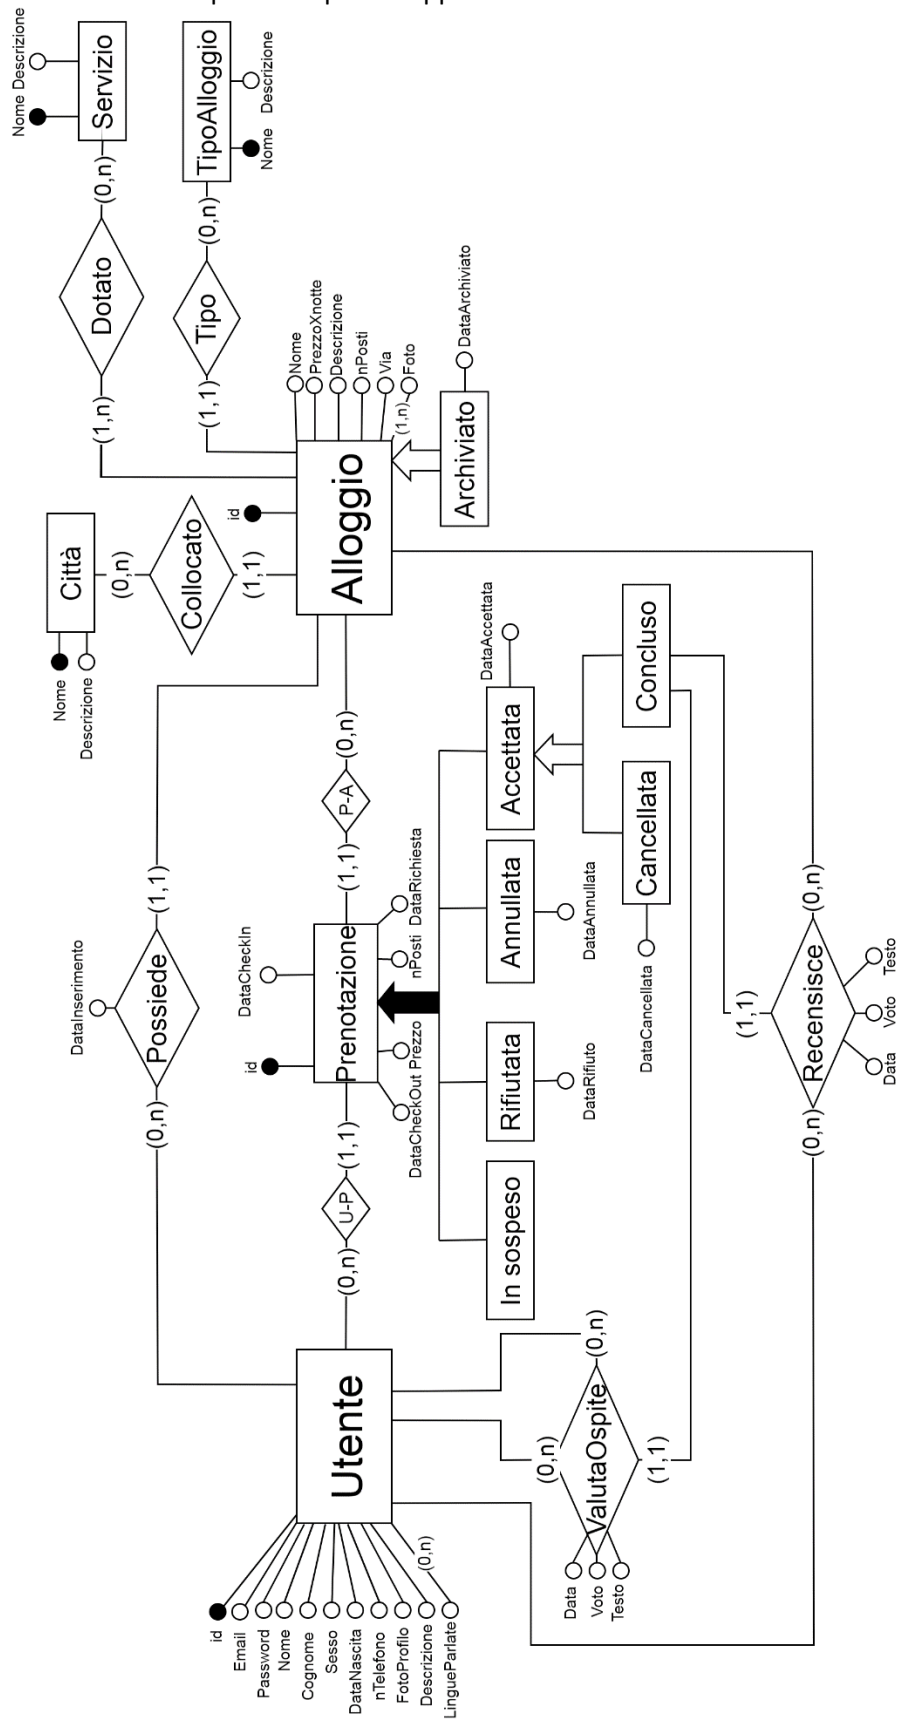 Nome
Descrizione
Servizio
(0,n)
Dotato
(1,n)
TipoAlloggio
Nome
Descrizione
(0,n)
Tipo
(1,1)
Nome
Descrizione
Città
(0,n)
Collocato
(1,1)
id
Alloggio
Nome
PrezzoXnotte
Descrizione
nPosti
Via
(1,n)
Foto
Archiviato
DataArchiviato
DataInserimento
(0,n)
Possiede
(1,1)
(0,n)
U-P
(1,1)
id
DataCheckIn
Prenotazione
DataCheckOut
Prezzo
nPosti
DataRichiesta
(1,1)
P-A
(0,n)
Utente
id
Email
Password
Nome
Cognome
Sesso
DataNascita
nTelefono
FotoProfilo
Descrizione
LingueParlate
(0,n)
In sospeso
Rifiutata
DataRifiuto
Annullata
DataAnnullata
Accettata
DataAccettata
Cancellata
DataCancellata
Concluso
(0,n)
(0,n)
ValutaOspite
(1,1)
Data
Voto
Testo
(1,1)
(0,n)
Recensisce
(0,n)
Data
Voto
Testo